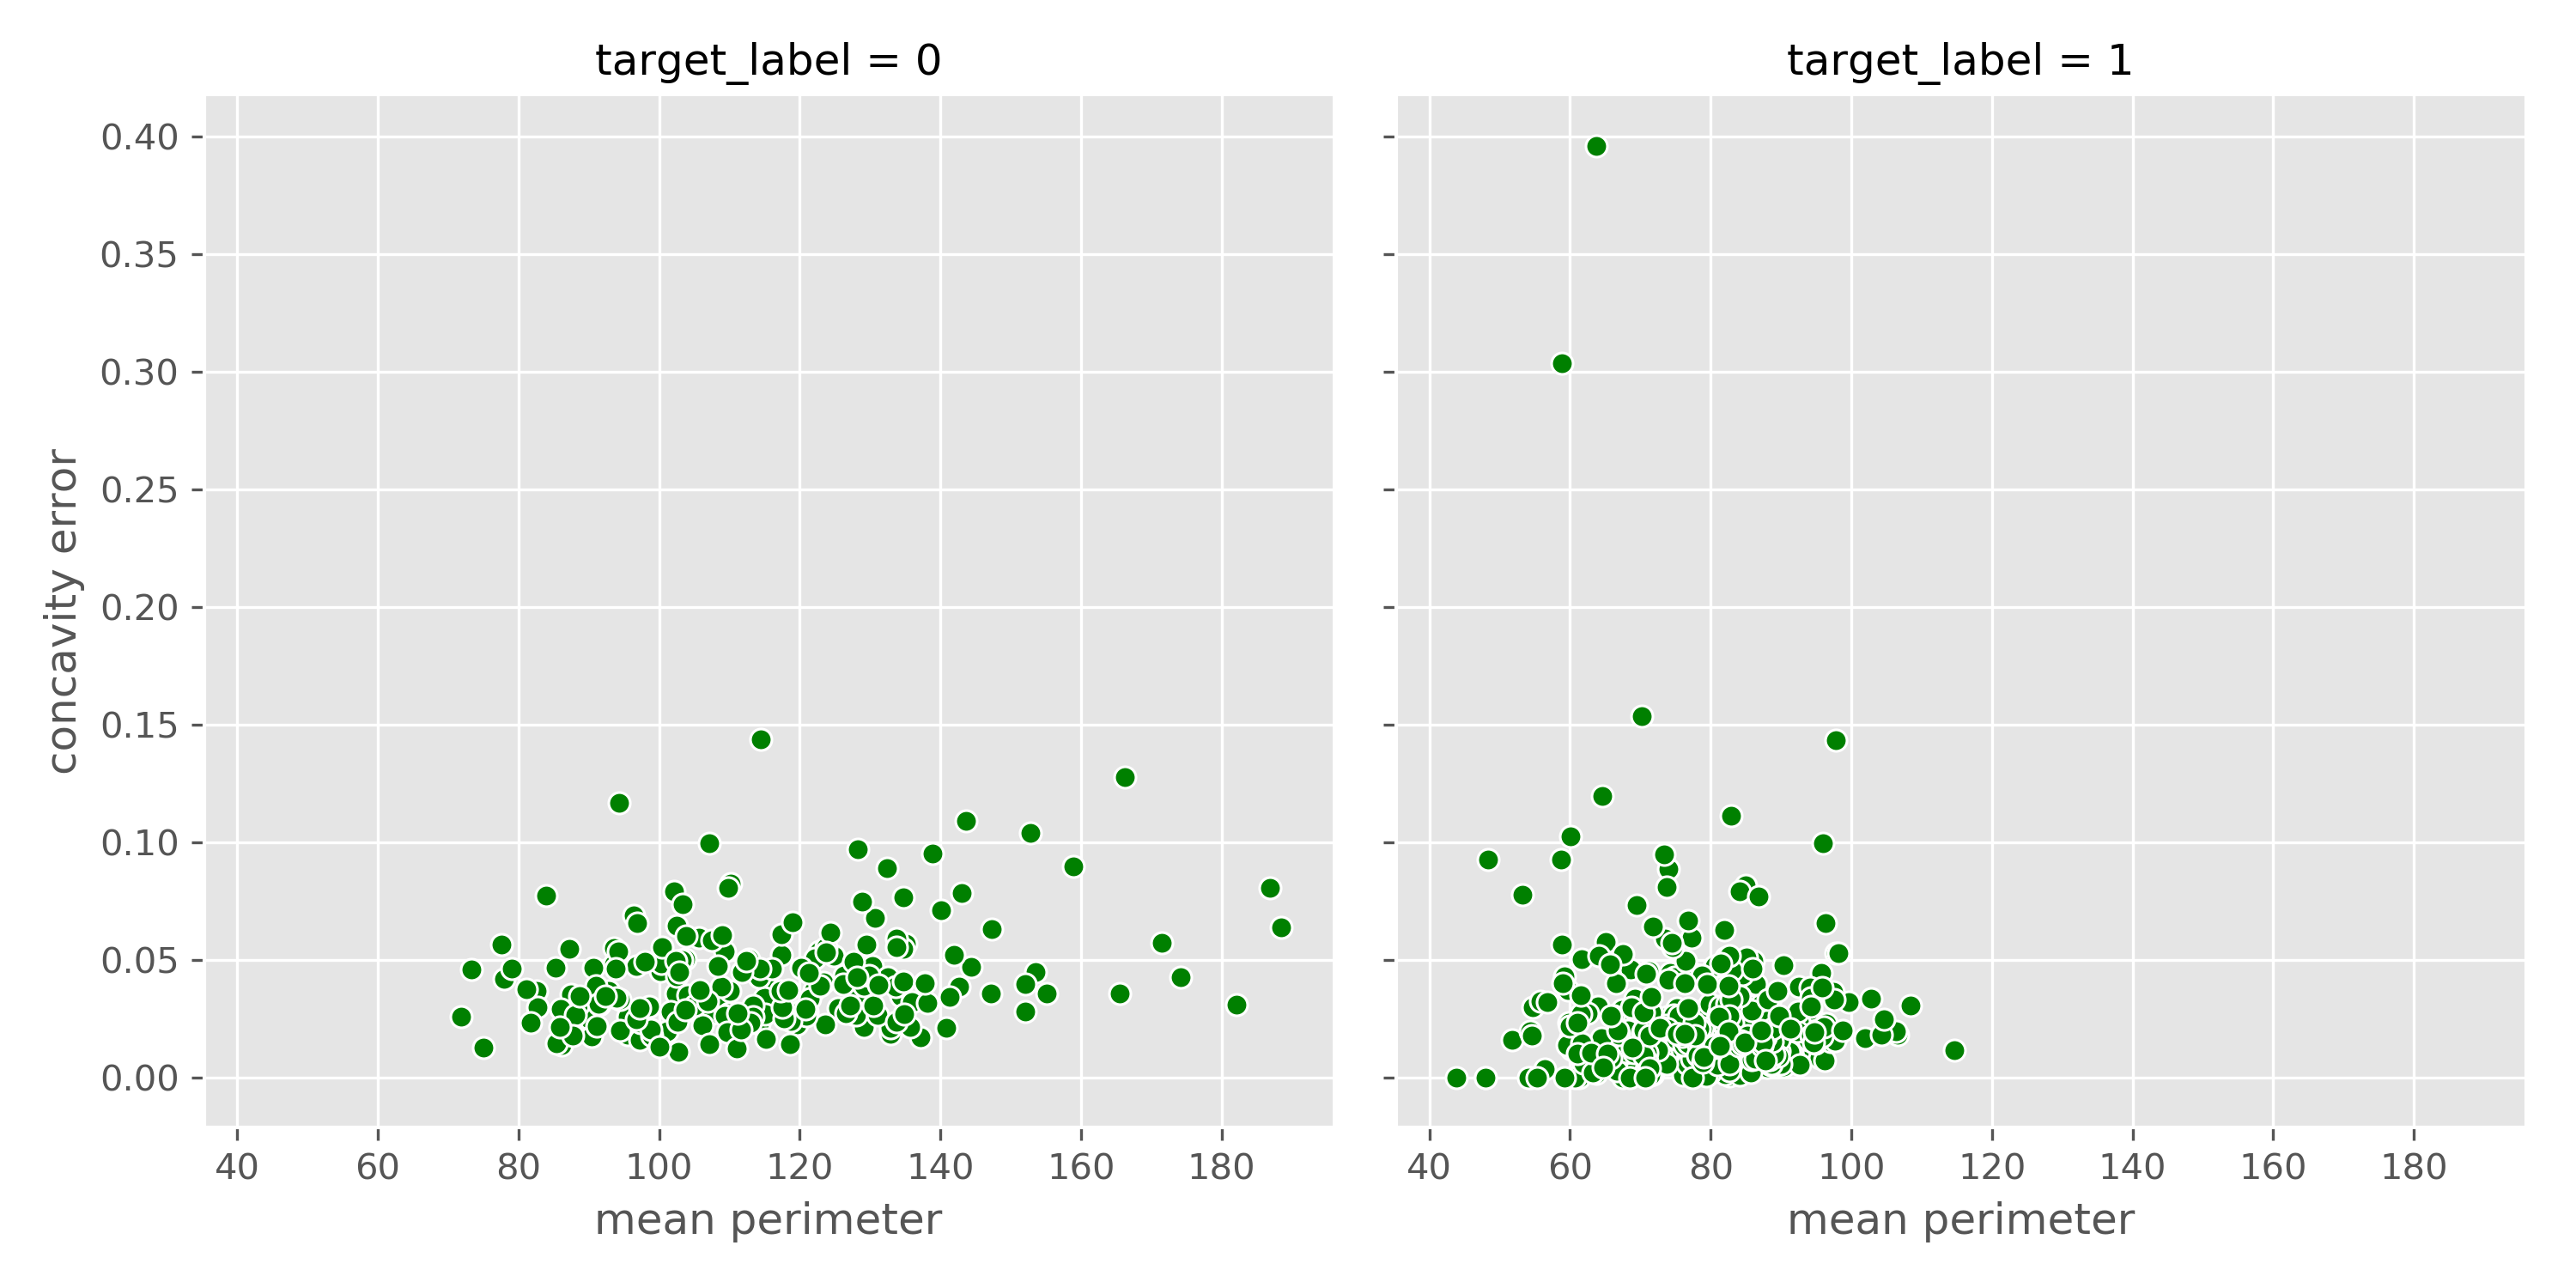 target_label = 0
target_label = 1
0.40
0.35
0.30
0.25
0.20
0.15
0.10
0.05
0.00
concavity error
40 60 80 100 120 140 160 180
40 60 80 100 120 140 160 180
mean perimeter
mean perimeter